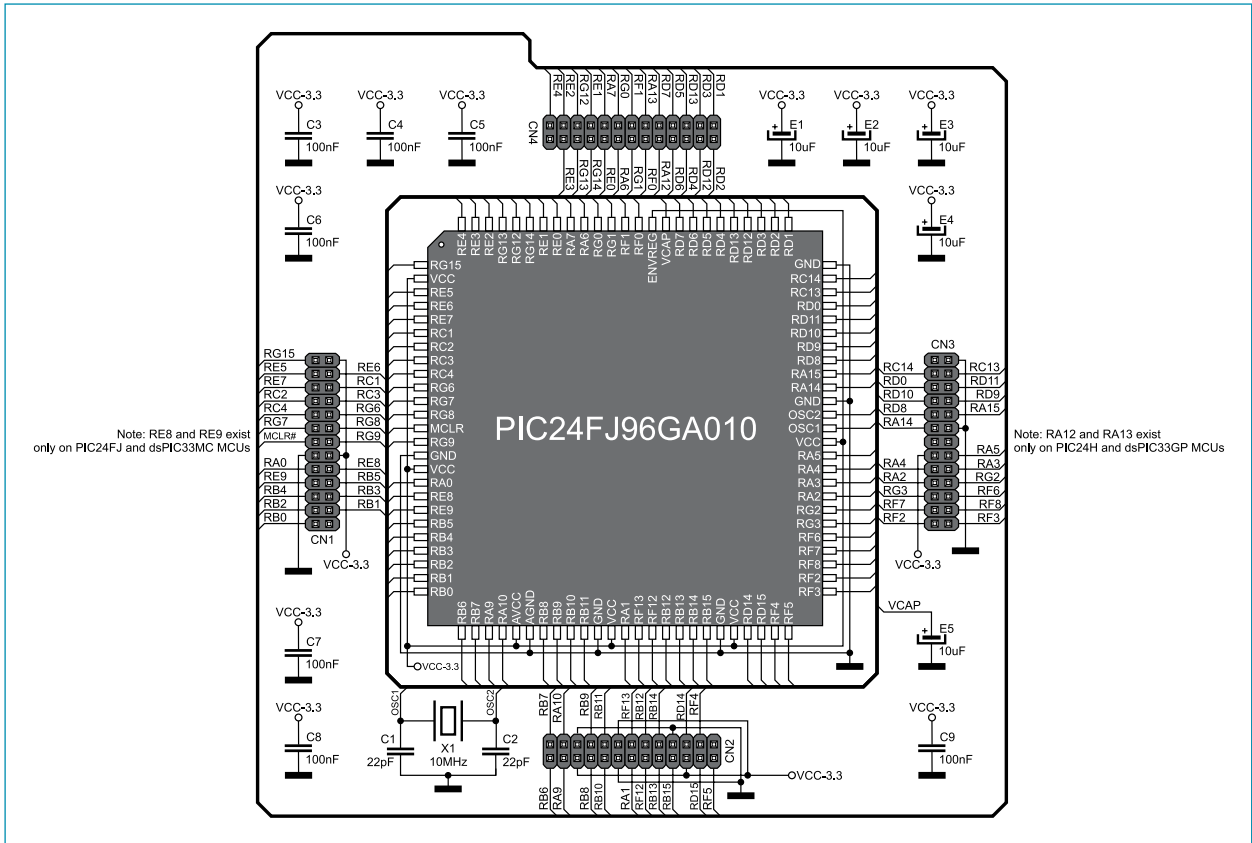 RE4
RE2
RG12
RE1
RA7
RG0
RF1
RA13
RD7
RD5
RD13
RD3
RD1
CN4
RE3
RG13
RG14
RE0
RA6
RG1
RF0
RA12
RD6
RD4
RD12
RD2
VCC-3.3
C3
100nF
VCC-3.3
C4
100nF
VCC-3.3
C5
100nF
VCC-3.3
E1
10uF
VCC-3.3
E2
10uF
VCC-3.3
E3
10uF
VCC-3.3
C6
100nF
VCC-3.3
E4
10uF
RE4
RE3
RE2
RG13
RG12
RG14
RE1
RE0
RA7
RA6
RG0
RG1
RF1
RF0
ENVREG
VCAP
RD7
RD6
RD5
RD4
RD13
RD12
RD3
RD2
RD1
RG15
VCC
RE5
RE6
RE7
RC1
RC2
RC3
RC4
RG6
RG7
RG8
MCLR
RG9
GND
VCC
RA0
RE8
RE9
RB5
RB4
RB3
RB2
RB1
RB0
PIC24FJ96GA010
GND
RC14
RC13
RD0
RD11
RD10
RD9
RD8
RA15
RA14
GND
OSC2
OSC1
VCC
RA5
RA4
RA3
RA2
RG2
RG3
RF6
RF7
RF8
RF2
RF3
RB6
RB7
RA9
RA10
AVCC
AGND
RB8
RB9
RB10
RB11
GND
VCC
RA1
RF13
RF12
RB12
RB13
RB14
RB15
GND
VCC
RD14
RD15
RF4
RF5
RG15
RE5
RE7
RC2
RC4
RG7
MCLR#
RA0
RE9
RB4
RB2
RB0
RE6
RC1
RC3
RG6
RG8
RG9
RE8
RB5
RB3
RB1
CN1
VCC-3.3
Note: RE8 and RE9 exist
only on PIC24FJ and dsPIC33MC MCUs
CN3
RC14
RD0
RD10
RD8
RA14
RA4
RA2
RG3
RF7
RF2
RC13
RD11
RD9
RA15
RA5
RA3
RG2
RF6
RF8
RF3
VCC-3.3
Note: RA12 and RA13 exist
only on PIC24H and dsPIC33GP MCUs
VCC-3.3
C7
100nF
VCC-3.3
VCAP
E5
10uF
VCC-3.3
C8
100nF
OSC1
OSC2
C1
22pF
X1
10MHz
C2
22pF
RB7
RA10
RB9
RB11
RF13
RB12
RB14
RD14
RF4
CN2
VCC-3.3
RB6
RA9
RB8
RB10
RA1
RF12
RB13
RB15
RD15
RF5
VCC-3.3
C9
100nF